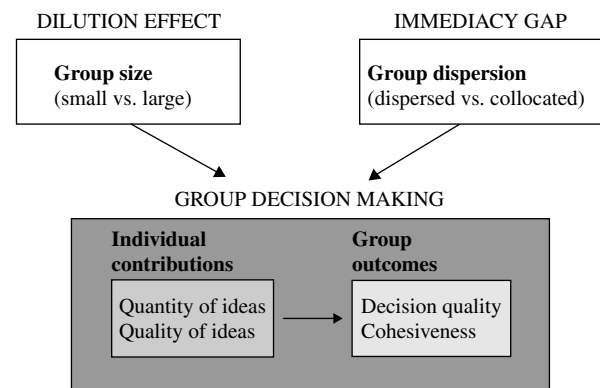 DILUTION EFFECT
IMMEDIACY GAP
Group size
(small vs. large)
Group dispersion
(dispersed vs. collocated)
GROUP DECISION MAKING
Individual
contributions
Group
outcomes
Quantity of ideas
Quality of ideas
Decision quality
Cohesiveness